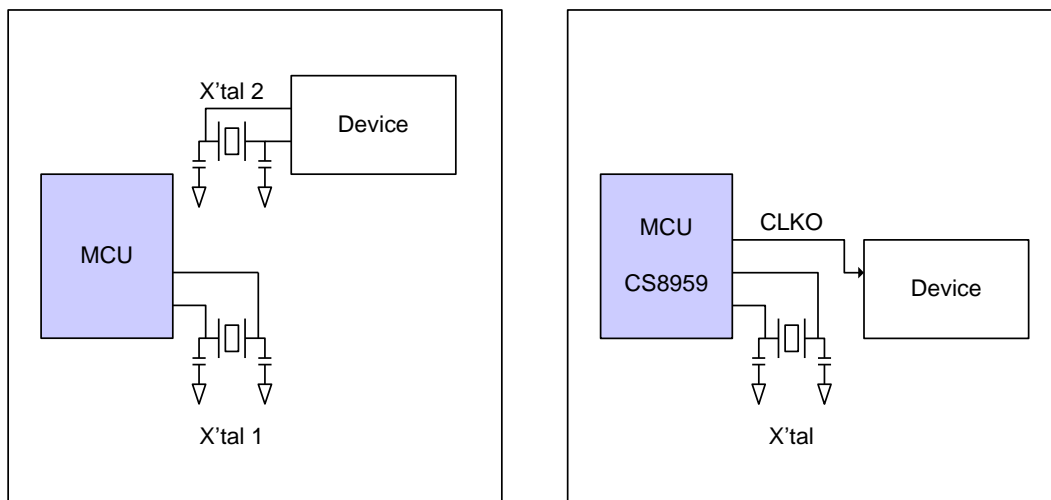 X'tal 2
Device
MCU
X'tal 1
MCU
CS8959
CLKO
Device
X'tal